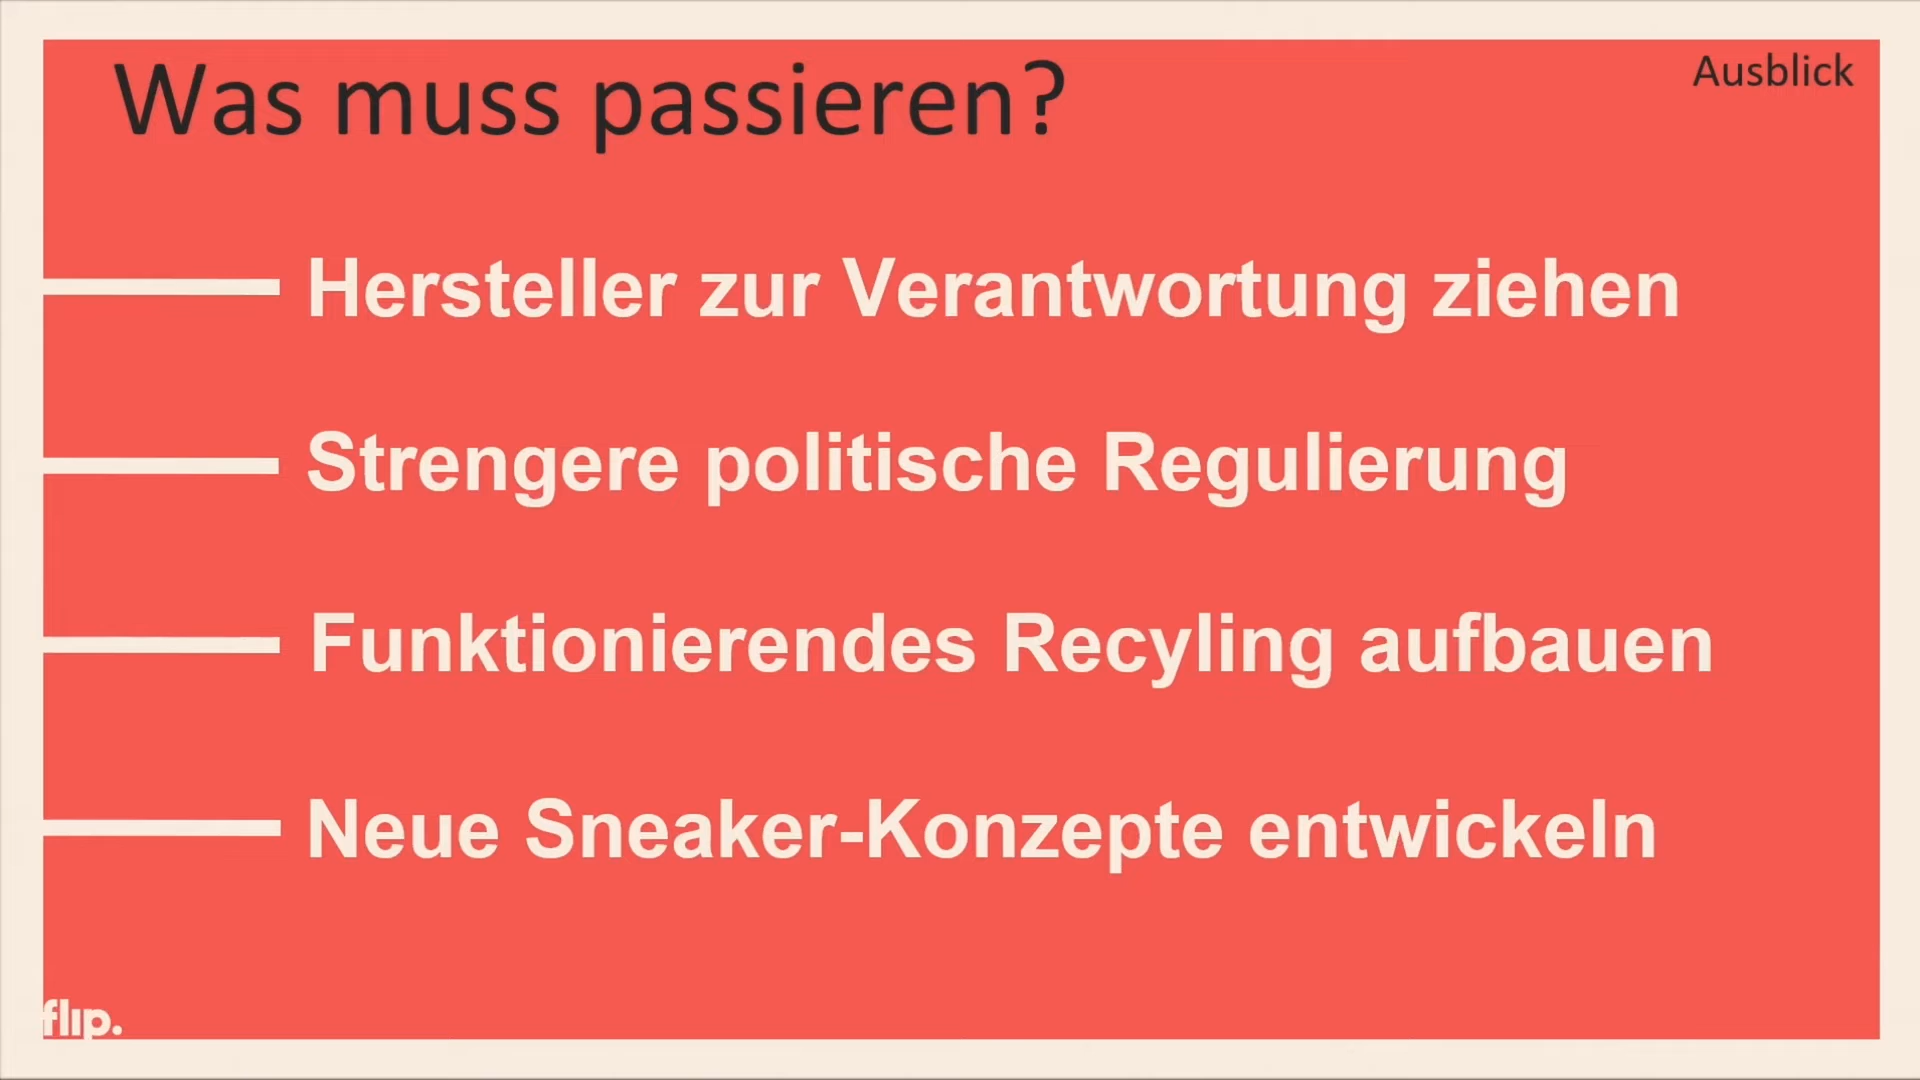 Was muss passieren?
Ausblick
Hersteller zur Verantwortung ziehen
Strengere politische Regulierung
Funktionierendes Recyling aufbauen
Neue Sneaker-Konzepte entwickeln
flip.